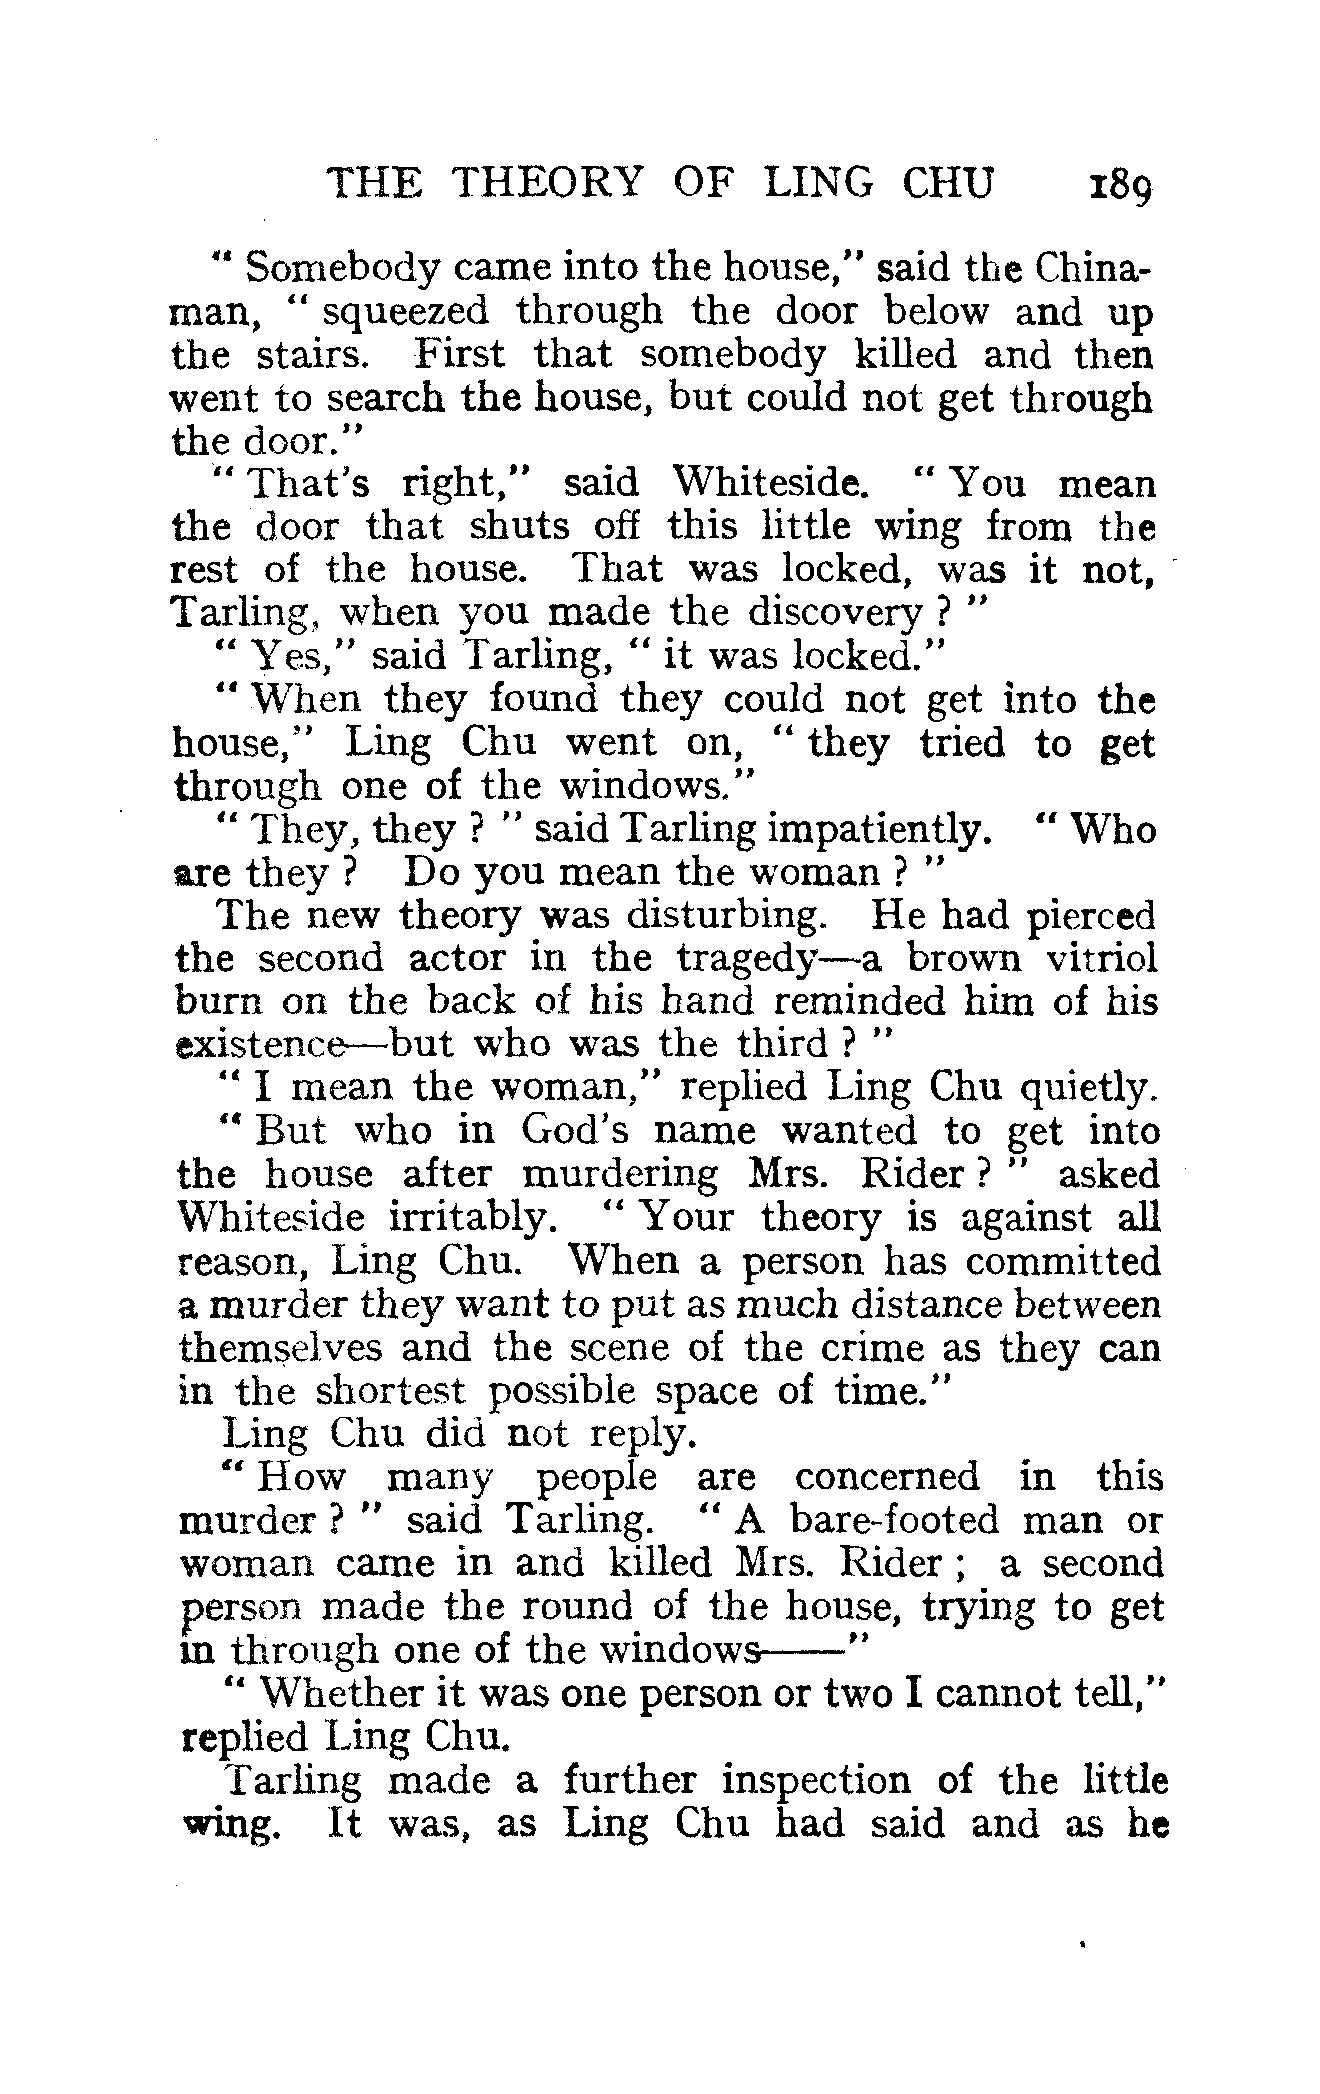 THE THEORY OF LING CHU 189
" Somebody came into the house," said the China-
man, " squeezed through the door below and up
the stairs. First that somebody killed and then
went to search the house, but could not get through
the door."
" That's right," said Whiteside. " You mean
the door that shuts off this little wing from the
rest of the house. That was locked, was it not,
Tarling, when you made the discovery ? "
" Yes," said Tarling, " it was locked."
" When they found they could not get into the
house," Ling Chu went on, " they tried to get
through one of the windows."
" They, they ? " said Tarling impatiently. " Who
are they ? Do you mean the woman ? "
The new theory was disturbing. He had pierced
the second actor in the tragedy—a brown vitriol
burn on the back of his hand reminded him of his
existence—but who was the third ? "
" I mean the woman," replied Ling Chu quietly.
" But who in God's name wanted to get into
the house after murdering Mrs. Rider ? " asked
Whiteside irritably. " Your theory is against all
reason, Ling Chu. When a person has committed
a murder they want to put as much distance between
themselves and the scene of the crime as they can
in the shortest possible space of time."
Ling Chu did not reply.
" How many people are concerned in this
murder ? " said Tarling. " A bare-footed man or
woman came in and killed Mrs. Rider ; a second
person made the round of the house, trying to get
in through one of the windows——"
" Whether it was one person or two I cannot tell,"
replied Ling Chu.
Tarling made a further inspection of the little
wing. It was, as Ling Chu had said and as he